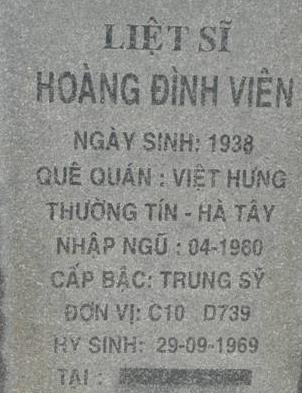 LIỆT SĨ
HOÀNG ĐÌNH VIÊN
NGÀY SINH: 1938
QUÊ QUÁN : VIỆT HƯNG
THƯỜNG TÍN - HÀ TÂY
NHẬP NGŨ : 04-1960
CẤP BẬC: TRUNG SỸ
ĐƠN VỊ: C10 D739
HY SINH: 29-09-1969
TẠI :